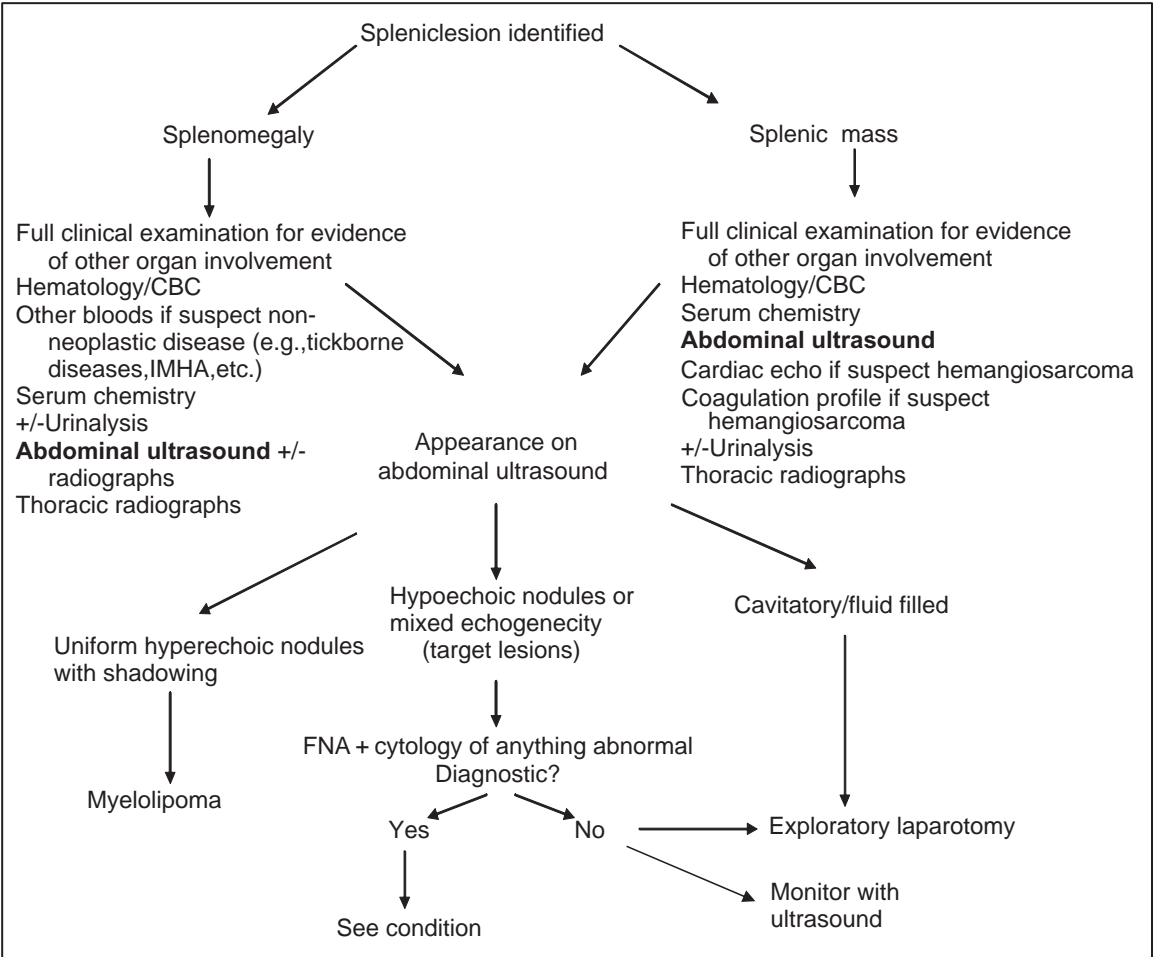 Spleniclesion identified
Splenomegaly
Splenic mass
Full clinical examination for evidence
of other organ involvement
Hematology/CBC
Other bloods if suspect non-
neoplastic disease (e.g.,tickborne
diseases,IMHA,etc.)
Serum chemistry
+/-Urinalysis
Abdominal ultrasound +/-
radiographs
Thoracic radiographs
Full clinical examination for evidence
of other organ involvement
Hematology/CBC
Serum chemistry
Abdominal ultrasound
Cardiac echo if suspect hemangiosarcoma
Coagulation profile if suspect
hemangiosarcoma
+/-Urinalysis
Thoracic radiographs
Appearance on
abdominal ultrasound
Uniform hyperechoic nodules
with shadowing
Hypoechoic nodules or
mixed echogenecity
(target lesions)
Cavitatory/fluid filled
Myelolipoma
FNA + cytology of anything abnormal
Diagnostic?
Yes
No
Exploratory laparotomy
See condition
Monitor with
ultrasound